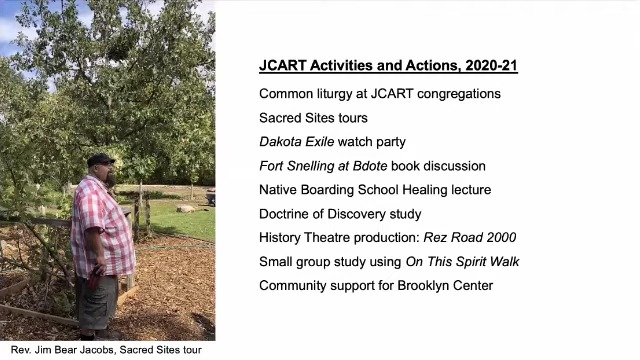 JCART Activities and Actions, 2020-21
Common liturgy at JCART congregations
Sacred Sites tours
Dakota Exile watch party
Fort Snelling at Bdote book discussion
Native Boarding School Healing lecture
Doctrine of Discovery study
History Theatre production: Rez Road 2000
Small group study using On This Spirit Walk
Community support for Brooklyn Center
Rev. Jim Bear Jacobs, Sacred Sites tour